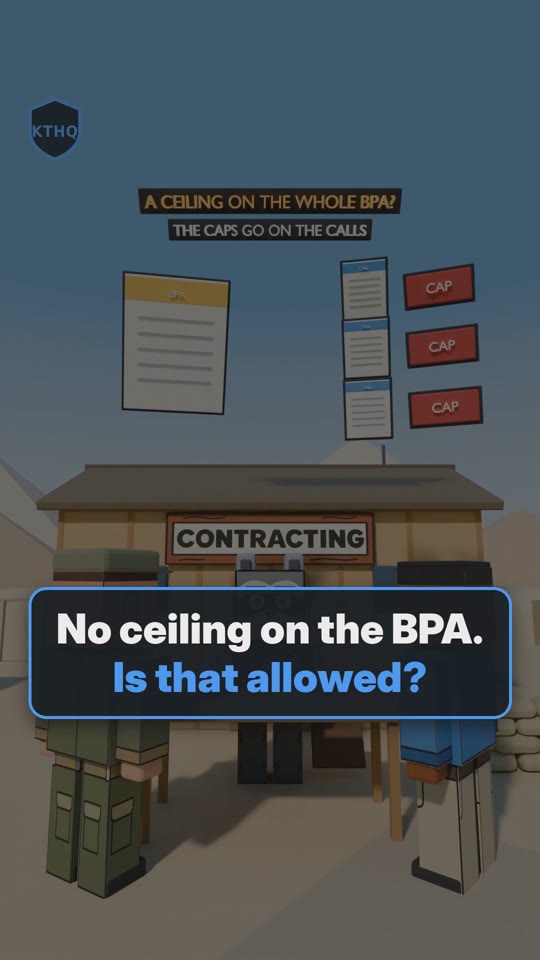 KTHQ
A CEILING ON THE WHOLE BPA?
THE CAPS GO ON THE CALLS
BPA
CAP
CAP
CAP
CONTRACTING
No ceiling on the BPA.
Is that allowed?